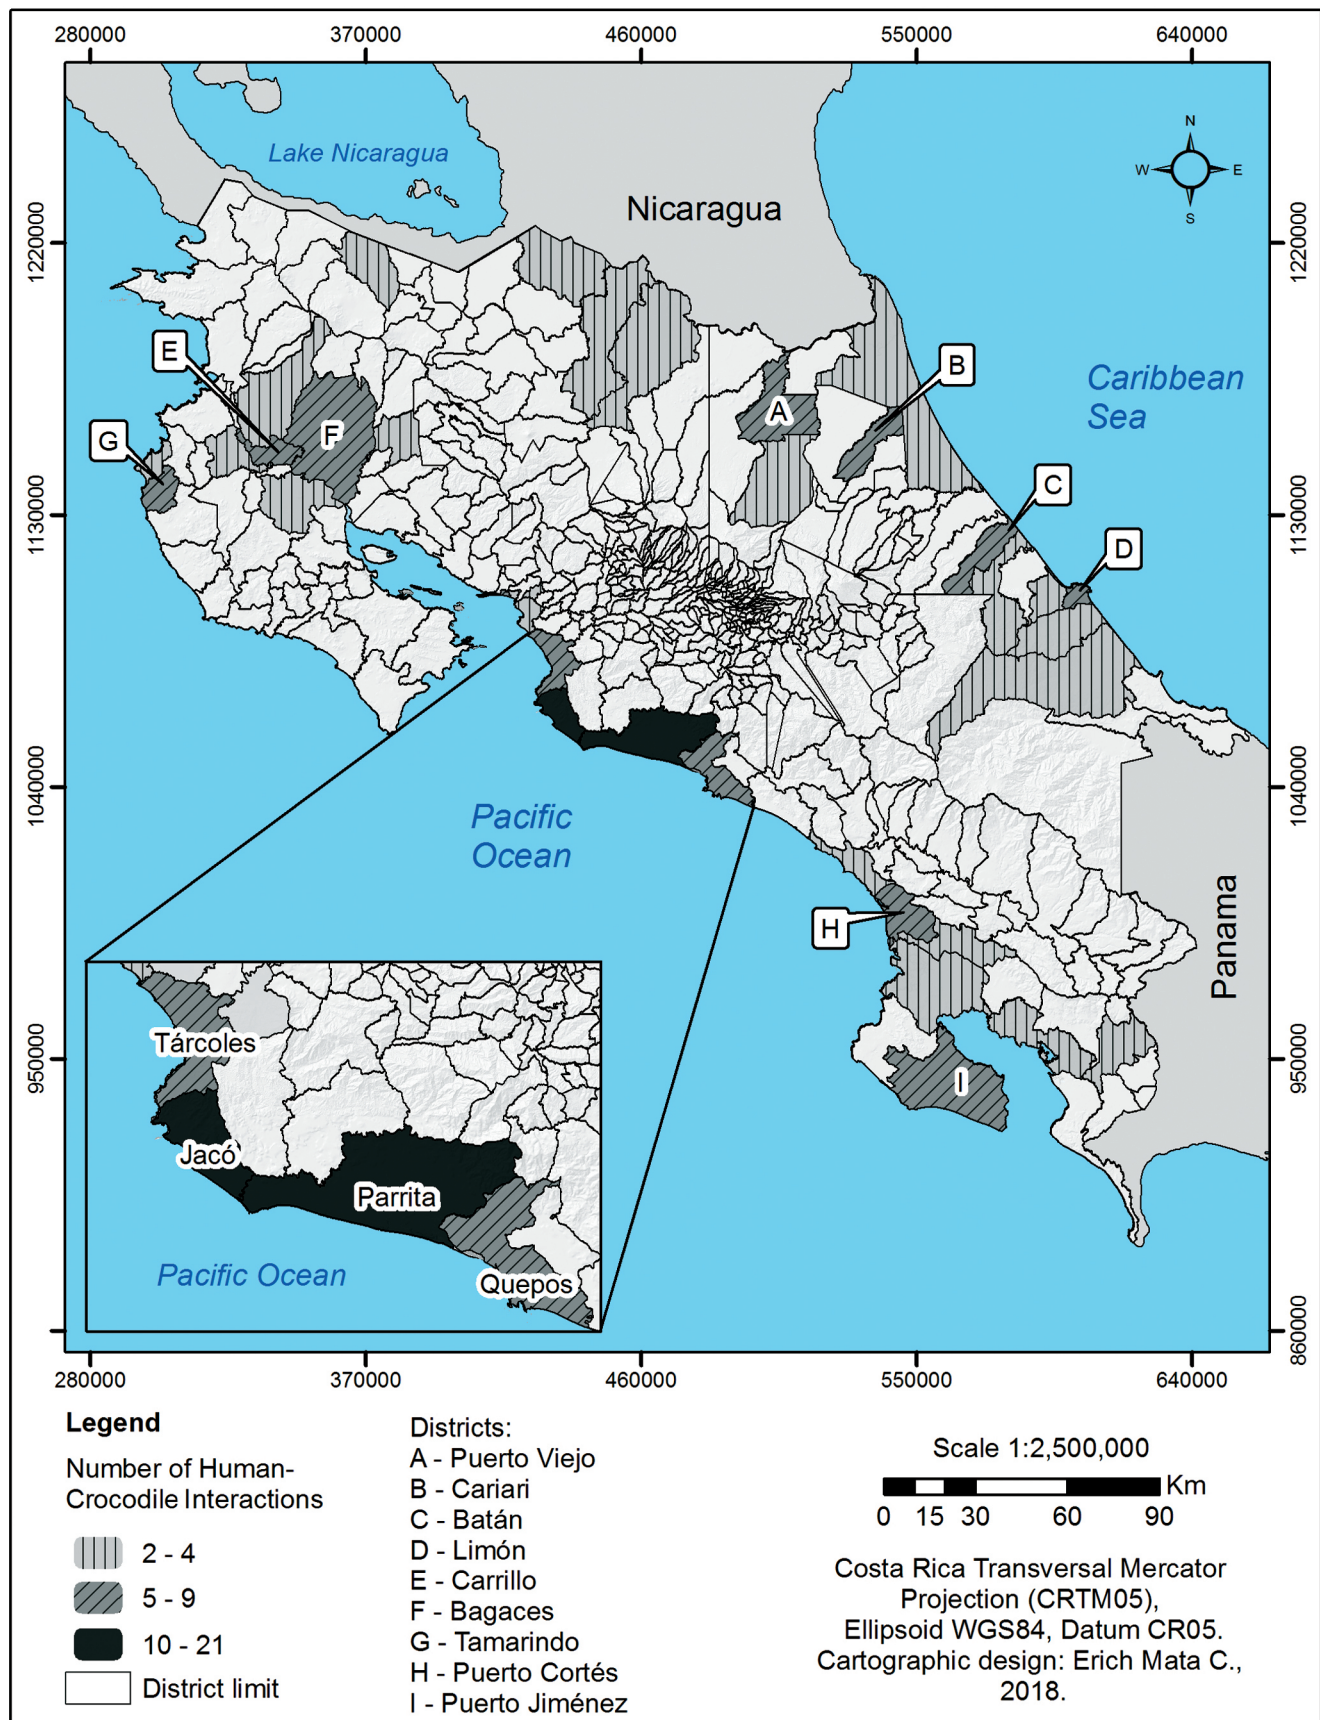 280000 370000 460000 550000 640000
Lake Nicaragua
Nicaragua
N
W E
S
1220000 1220000
Caribbean
Sea
E
B
A
F
G
C
D
1130000 1130000
1040000 1040000
Pacific
Ocean
H
Panama
I
950000 950000
Tárcoles
Jacó
Parrita
Quepos
Pacific Ocean
860000
280000 370000 460000 550000 640000
Legend
Number of Human-
Crocodile Interactions
2 - 4
5 - 9
10 - 21
District limit
Districts:
A - Puerto Viejo
B - Cariari
C - Batán
D - Limón
E - Carrillo
F - Bagaces
G - Tamarindo
H - Puerto Cortés
I - Puerto Jiménez
Scale 1:2,500,000
Km
0 15 30 60 90
Costa Rica Transversal Mercator
Projection (CRTM05),
Ellipsoid WGS84, Datum CR05.
Cartographic design: Erich Mata C.,
2018.